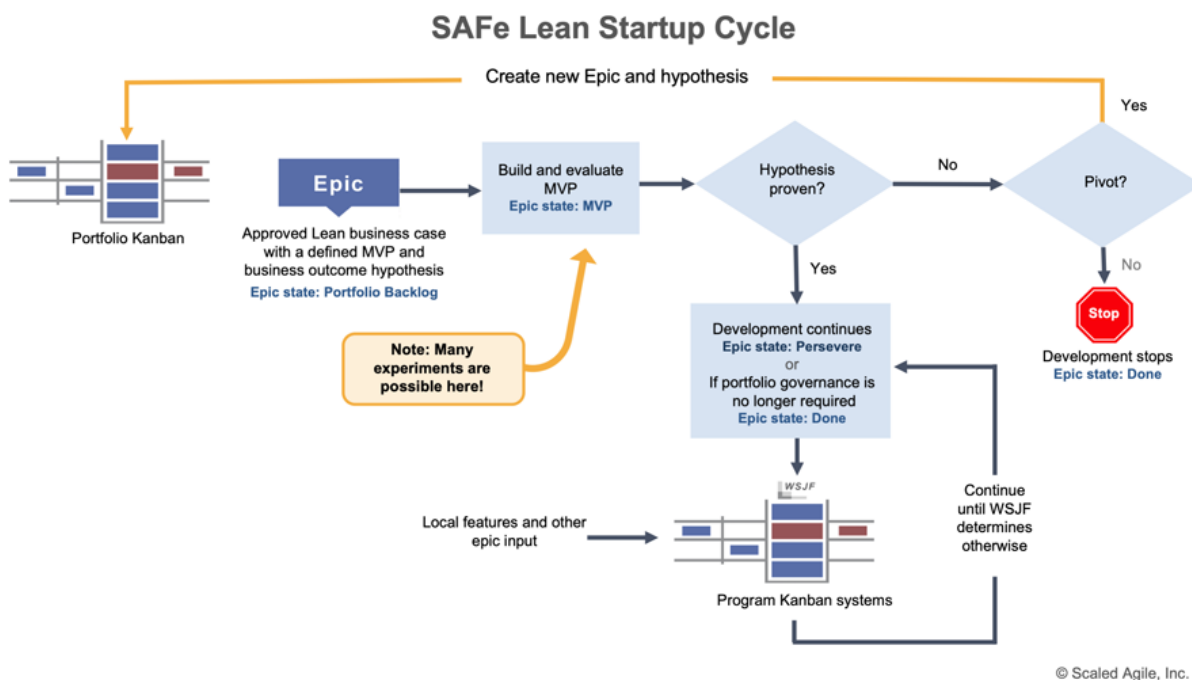 SAFe Lean Startup Cycle
Create new Epic and hypothesis
Yes
Portfolio Kanban
Epic
Approved Lean business case
with a defined MVP and
business outcome hypothesis
Epic state: Portfolio Backlog
Build and evaluate
MVP
Epic state: MVP
Hypothesis
proven?
No
Pivot?
Yes
No
Stop
Development stops
Epic state: Done
Note: Many
experiments are
possible here!
Development continues
Epic state: Persevere
or
If portfolio governance is
no longer required
Epic state: Done
WSJF
Local features and other
epic input
Program Kanban systems
Continue
until WSJF
determines
otherwise
© Scaled Agile, Inc.